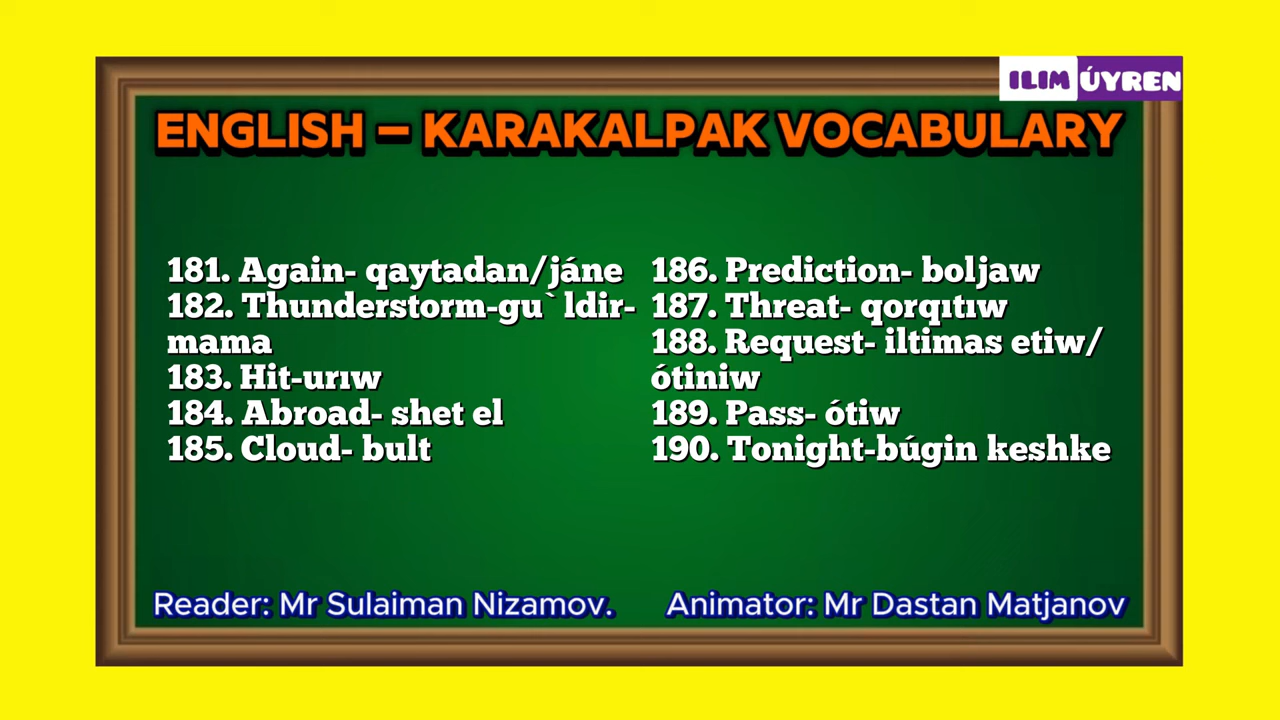 ILIM ÚYREN
ENGLISH – KARAKALPAK VOCABULARY
181. Again- qaytadan/jáne
182. Thunderstorm-gu` ldir-
mama
183. Hit-urıw
184. Abroad- shet el
185. Cloud- bult
186. Prediction- boljaw
187. Threat- qorqıtıw
188. Request- iltimas etiw/
ótiniw
189. Pass- ótiw
190. Tonight-búgin keshke
Reader: Mr Sulaiman Nizamov.
Animator: Mr Dastan Matjanov